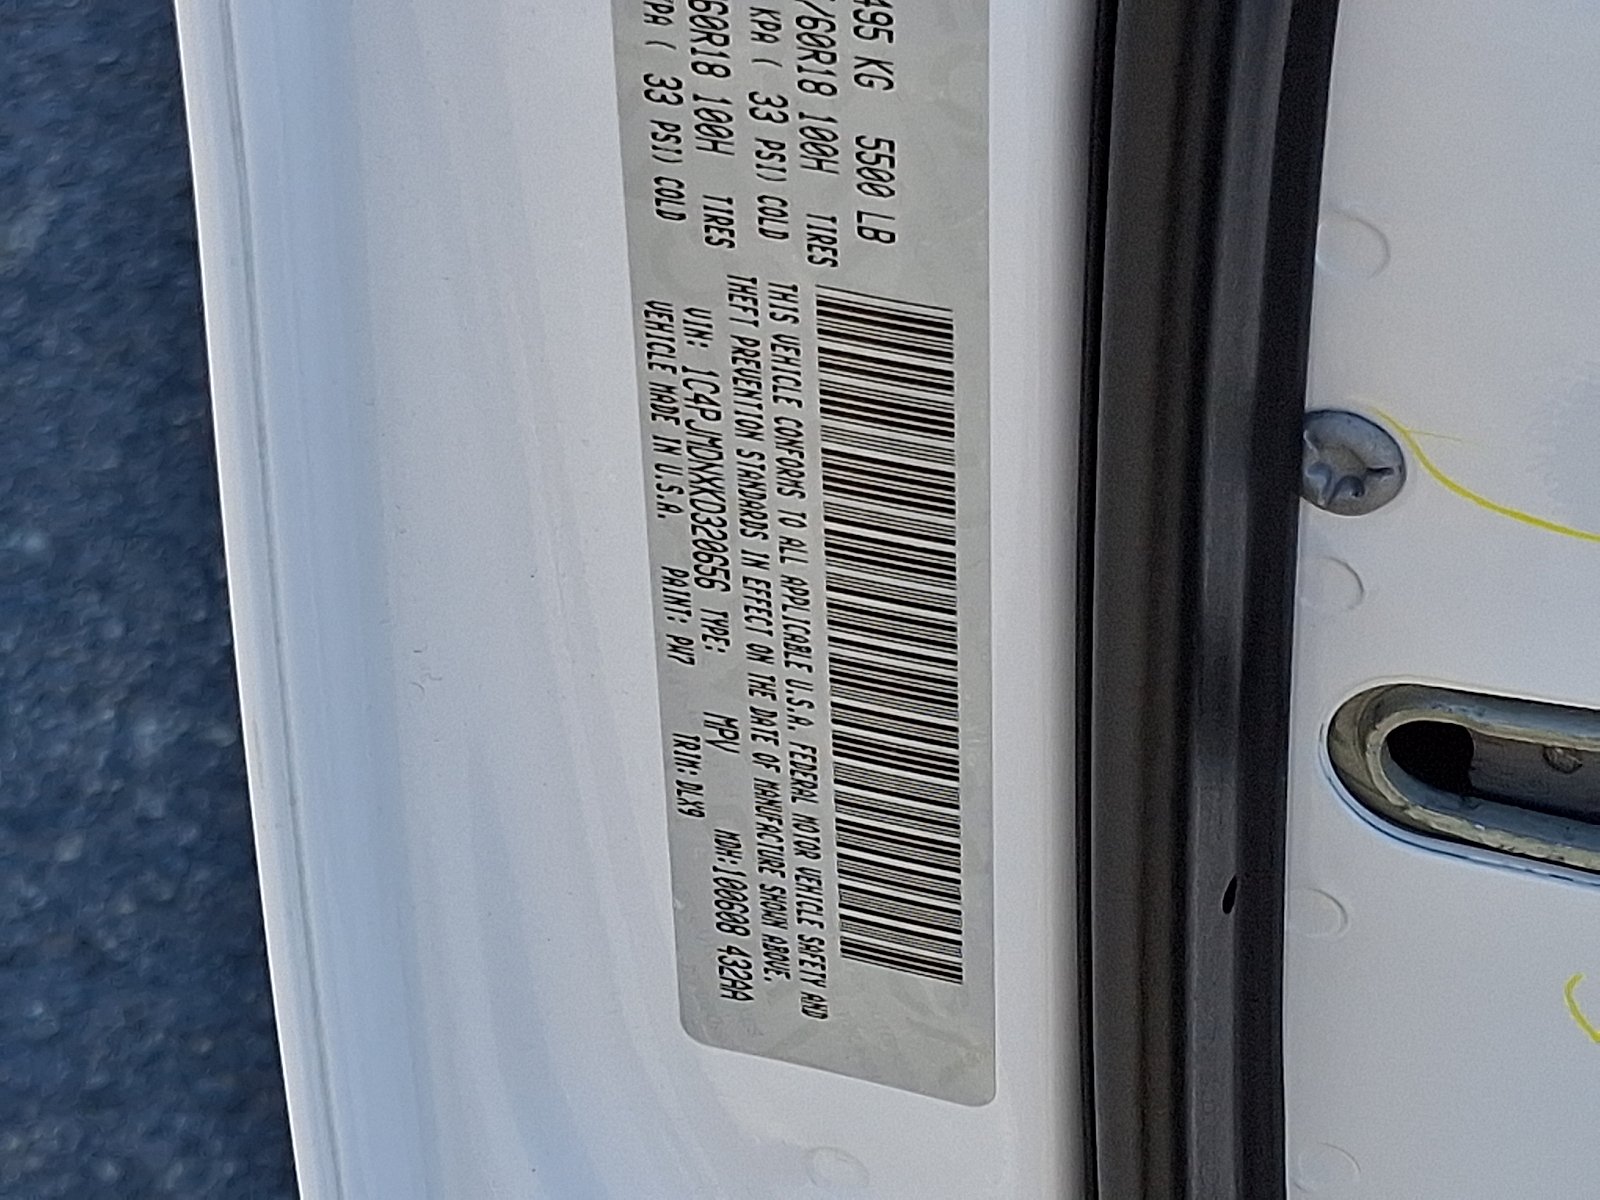 495 KG 5500 LB
/60R18 100H TIRES
KPA ( 33 PSI) COLD
60R18 100H TIRES
KPA ( 33 PSI) COLD
THIS VEHICLE CONFORMS TO ALL APPLICABLE U.S.A. FEDERAL MOTOR VEHICLE SAFETY AND
THEFT PREVENTION STANDARDS IN EFFECT ON THE DATE OF MANUFACTURE SHOWN ABOVE.
VIN: 1C4PJMDNXKD320656 TYPE: MPV MDH:100608 432AA
VEHICLE MADE IN U.S.A. PAINT: PW7 TRIM:DLX9